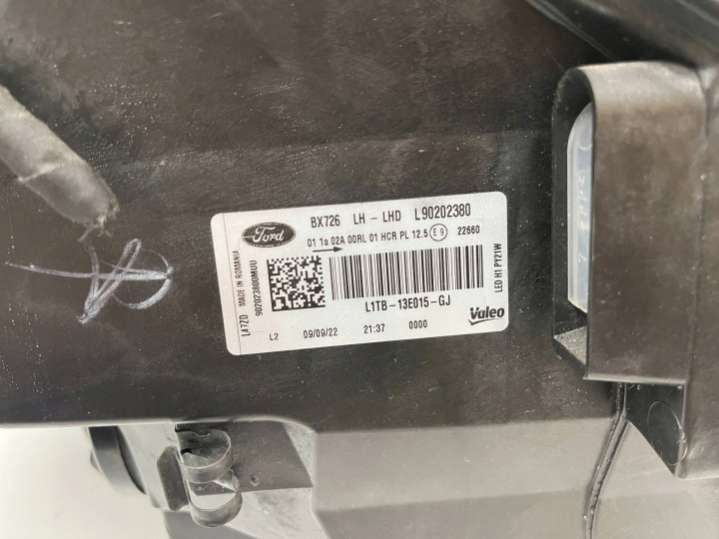 Ford
BX726 LH - LHD L90202380
01 1a 02A 00RL 01 HCR PL 12.5 E9 22660
MADE IN ROMANIA
L1TB-13E015-GJ
LED H1 PY21W
Valeo
L2 09/09/22 21:37 0000